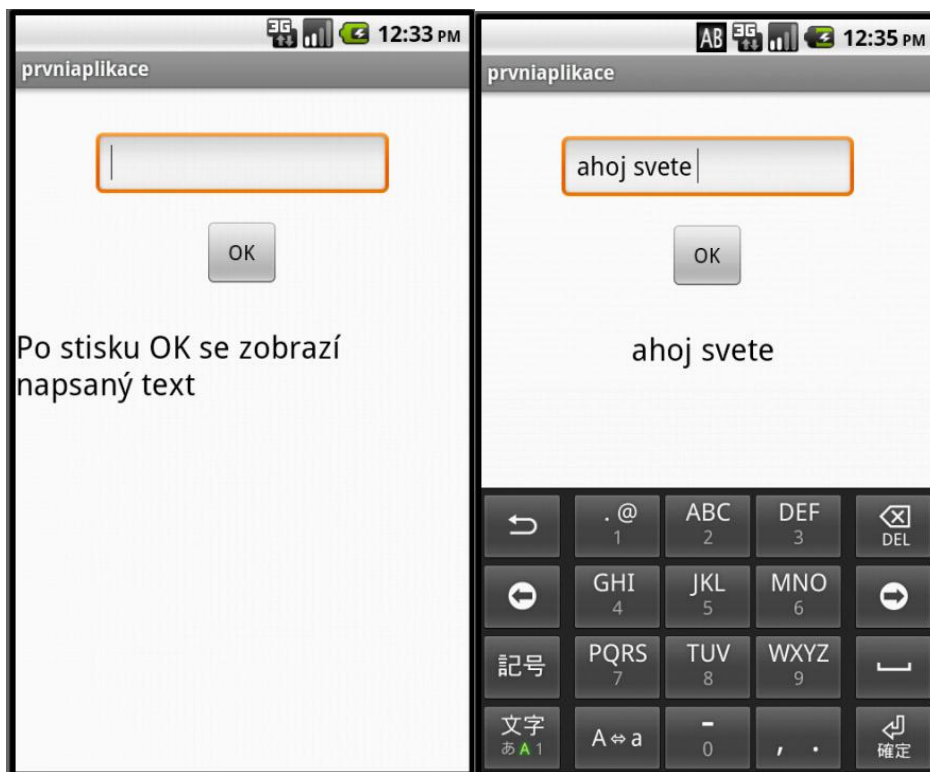 3G 12:33 PM
prvniaplikace
OK
Po stisku OK se zobrazí
napsaný text
AB 3G 12:35 PM
prvniaplikace
ahoj svete
OK
ahoj svete
. @ ABC DEF
1 2 3 DEL
GHI JKL MNO
4 5 6
記号 PQRS TUV WXYZ
7 8 9
文字 A⇔a - , .
あ A 1 0 確定